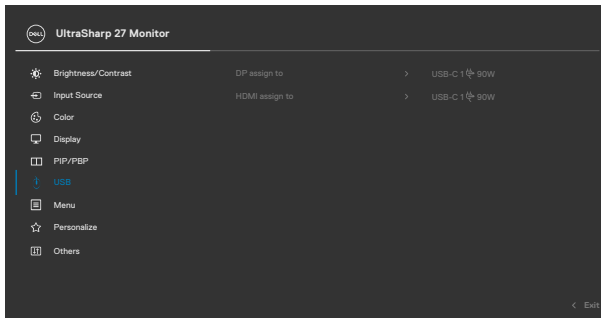 DELL UltraSharp 27 Monitor
Brightness/Contrast DP assign to > USB-C 1 90W
Input Source HDMI assign to > USB-C 1 90W
Color
Display
PIP/PBP
USB
Menu
Personalize
Others
< Exit